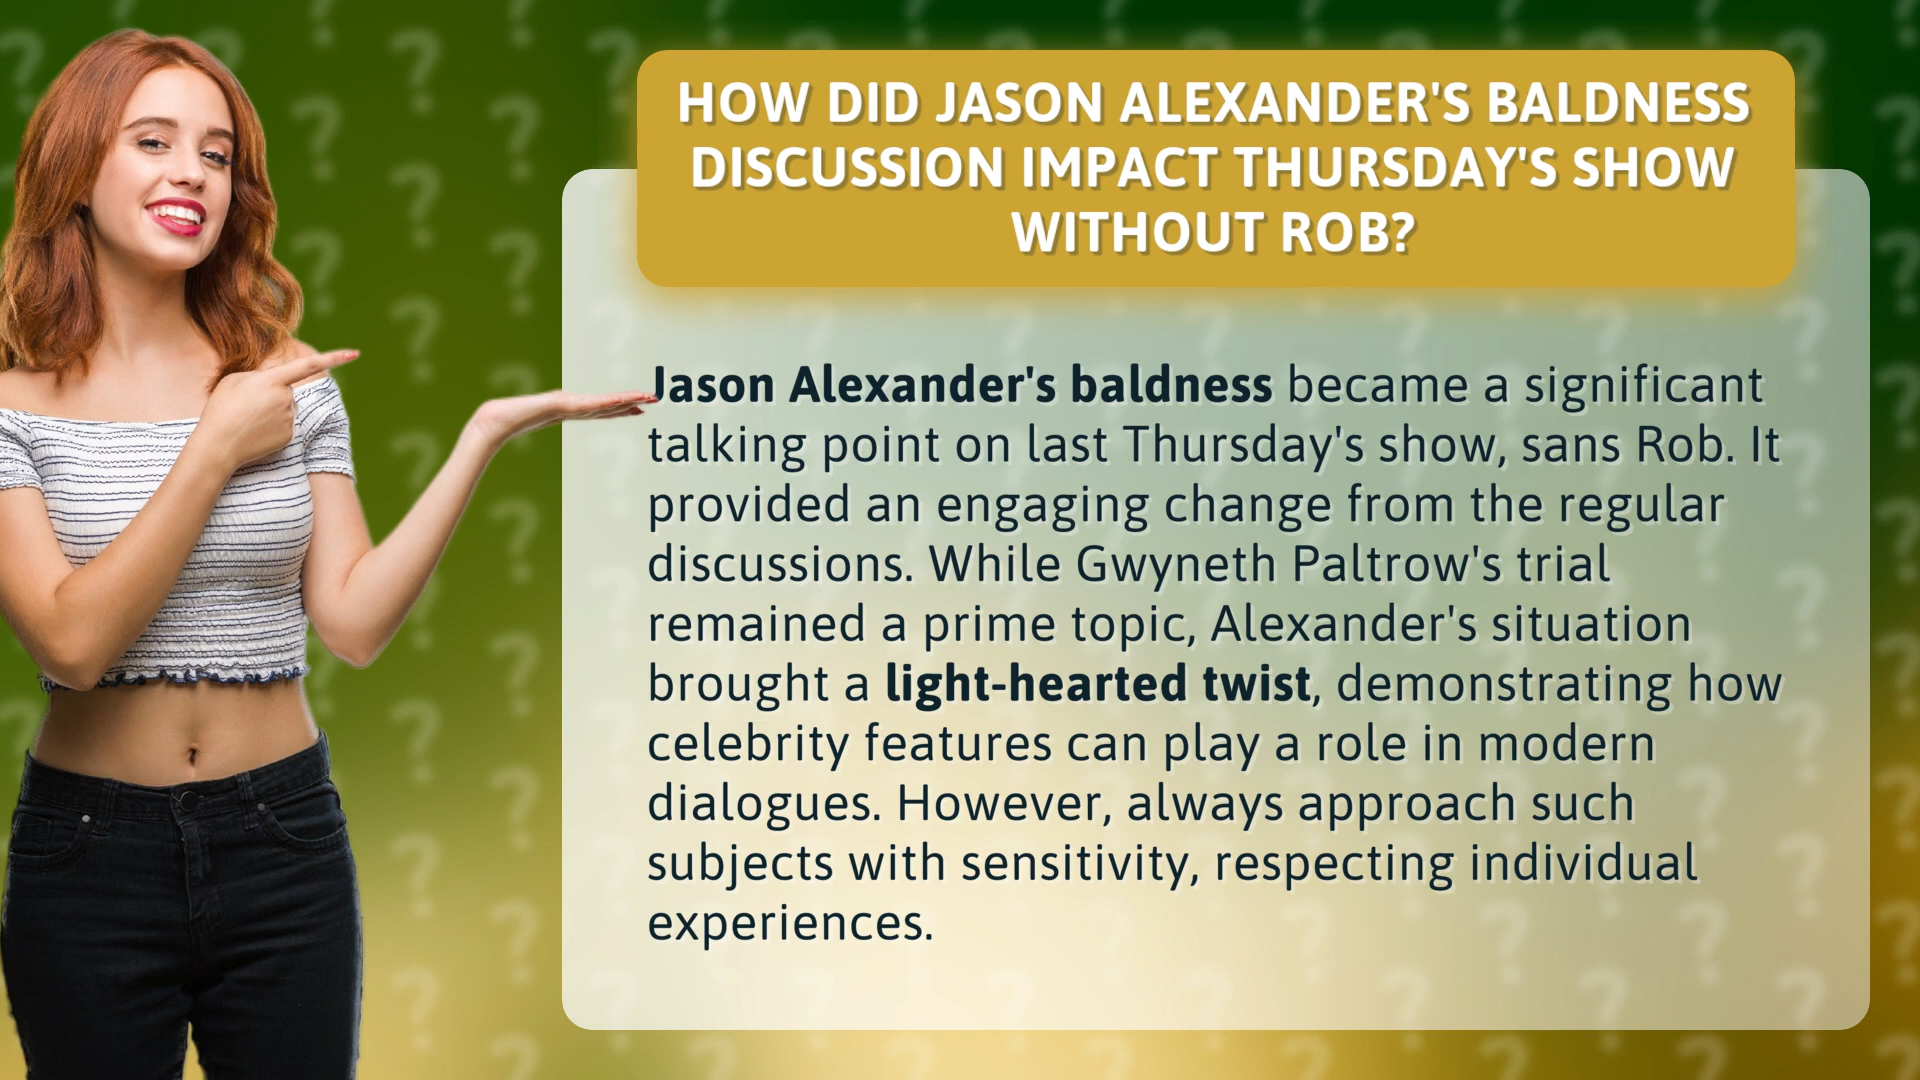 HOW DID JASON ALEXANDER'S BALDNESS
DISCUSSION IMPACT THURSDAY'S SHOW
WITHOUT ROB?
Jason Alexander's baldness became a significant
talking point on last Thursday's show, sans Rob. It
provided an engaging change from the regular
discussions. While Gwyneth Paltrow's trial
remained a prime topic, Alexander's situation
brought a light-hearted twist, demonstrating how
celebrity features can play a role in modern
dialogues. However, always approach such
subjects with sensitivity, respecting individual
experiences.